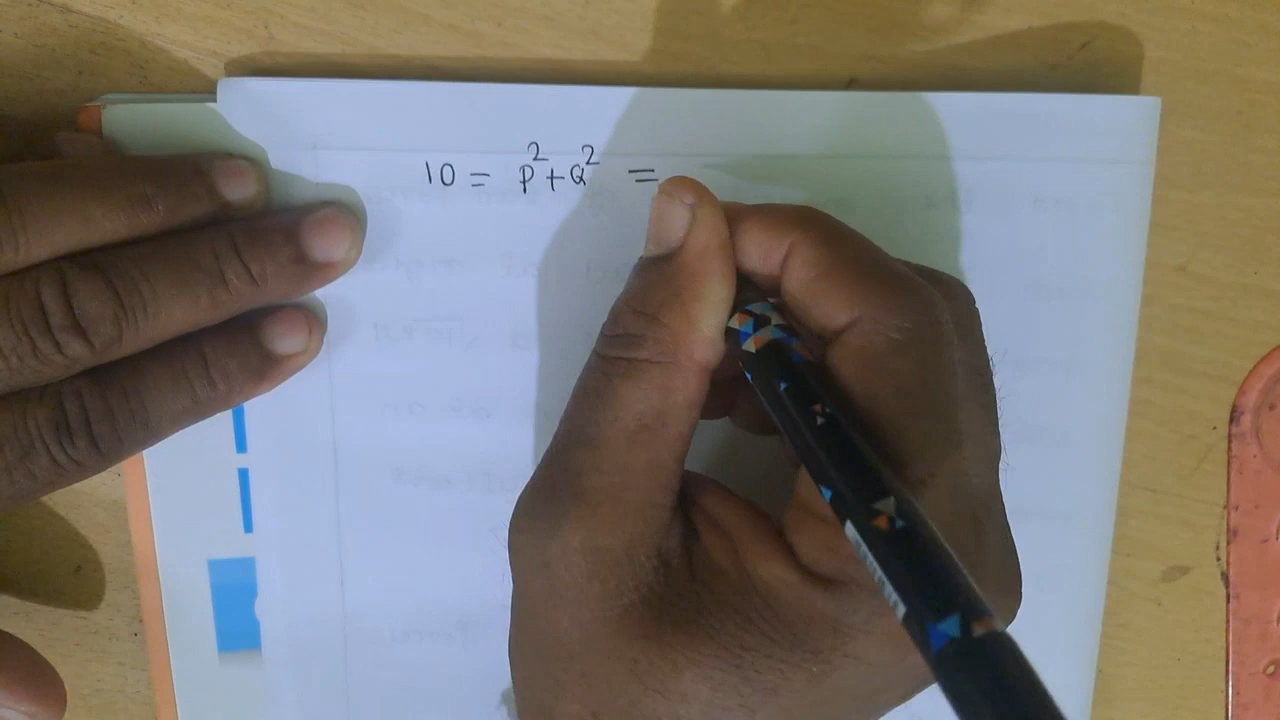 10 = P²+Q² =